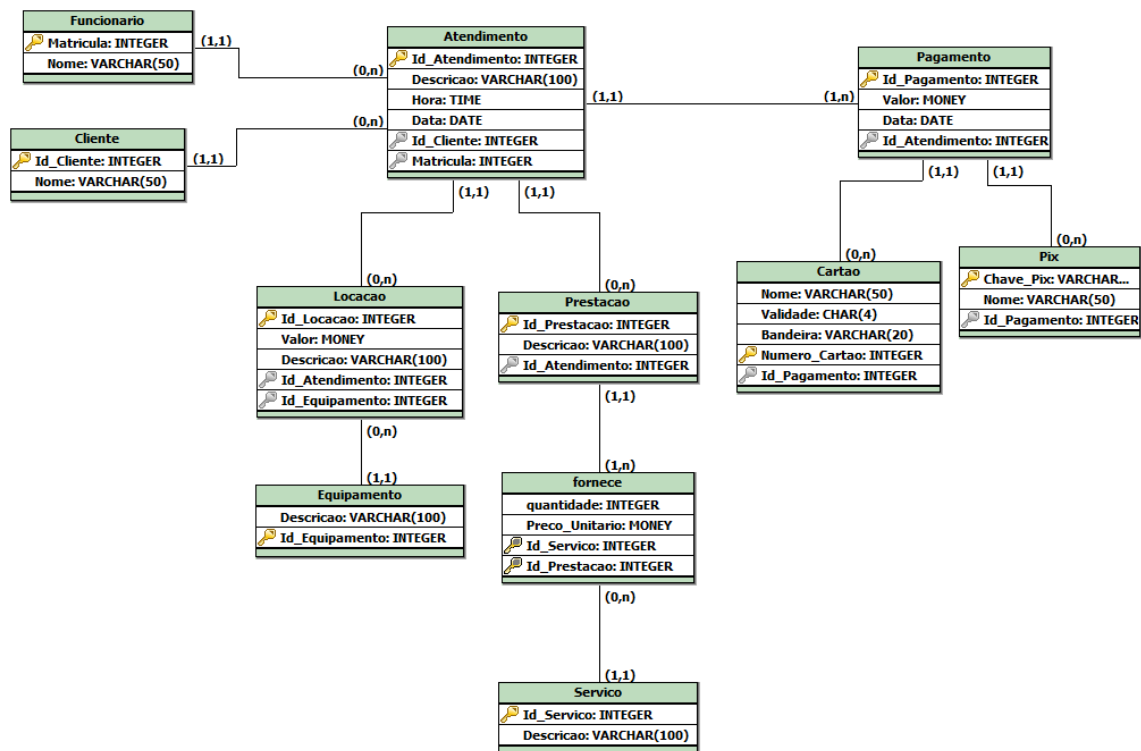 Funcionario
Matricula: INTEGER
Nome: VARCHAR(50)
(1,1)
(0,n)
Cliente
Id_Cliente: INTEGER
Nome: VARCHAR(50)
(1,1)
(0,n)
Atendimento
Id_Atendimento: INTEGER
Descricao: VARCHAR(100)
Hora: TIME
Data: DATE
Id_Cliente: INTEGER
Matricula: INTEGER
(1,1)
(1,n)
Pagamento
Id_Pagamento: INTEGER
Valor: MONEY
Data: DATE
Id_Atendimento: INTEGER
(1,1)
(1,1)
(1,1)
(1,1)
(0,n)
(0,n)
(0,n)
(0,n)
Locacao
Id_Locacao: INTEGER
Valor: MONEY
Descricao: VARCHAR(100)
Id_Atendimento: INTEGER
Id_Equipamento: INTEGER
(0,n)
(1,1)
Equipamento
Descricao: VARCHAR(100)
Id_Equipamento: INTEGER
Prestacao
Id_Prestacao: INTEGER
Descricao: VARCHAR(100)
Id_Atendimento: INTEGER
(1,1)
(1,n)
fornece
quantidade: INTEGER
Preco_Unitario: MONEY
Id_Servico: INTEGER
Id_Prestacao: INTEGER
(0,n)
(1,1)
Servico
Id_Servico: INTEGER
Descricao: VARCHAR(100)
Cartao
Nome: VARCHAR(50)
Validade: CHAR(4)
Bandeira: VARCHAR(20)
Numero_Cartao: INTEGER
Id_Pagamento: INTEGER
Pix
Chave_Pix: VARCHAR...
Nome: VARCHAR(50)
Id_Pagamento: INTEGER